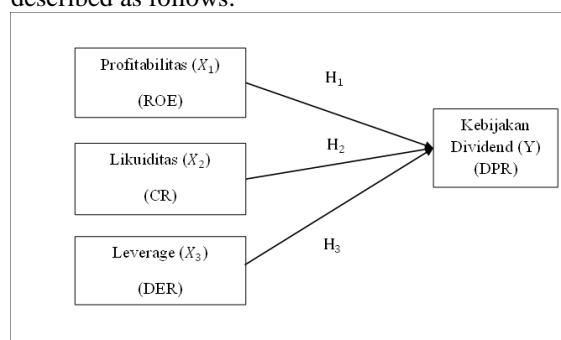 described as follows:
Profitabilitas (X₁)
(ROE)
H₁
Likuiditas (X₂)
(CR)
H₂
Leverage (X₃)
(DER)
H₃
Kebijakan
Dividend (Y)
(DPR)